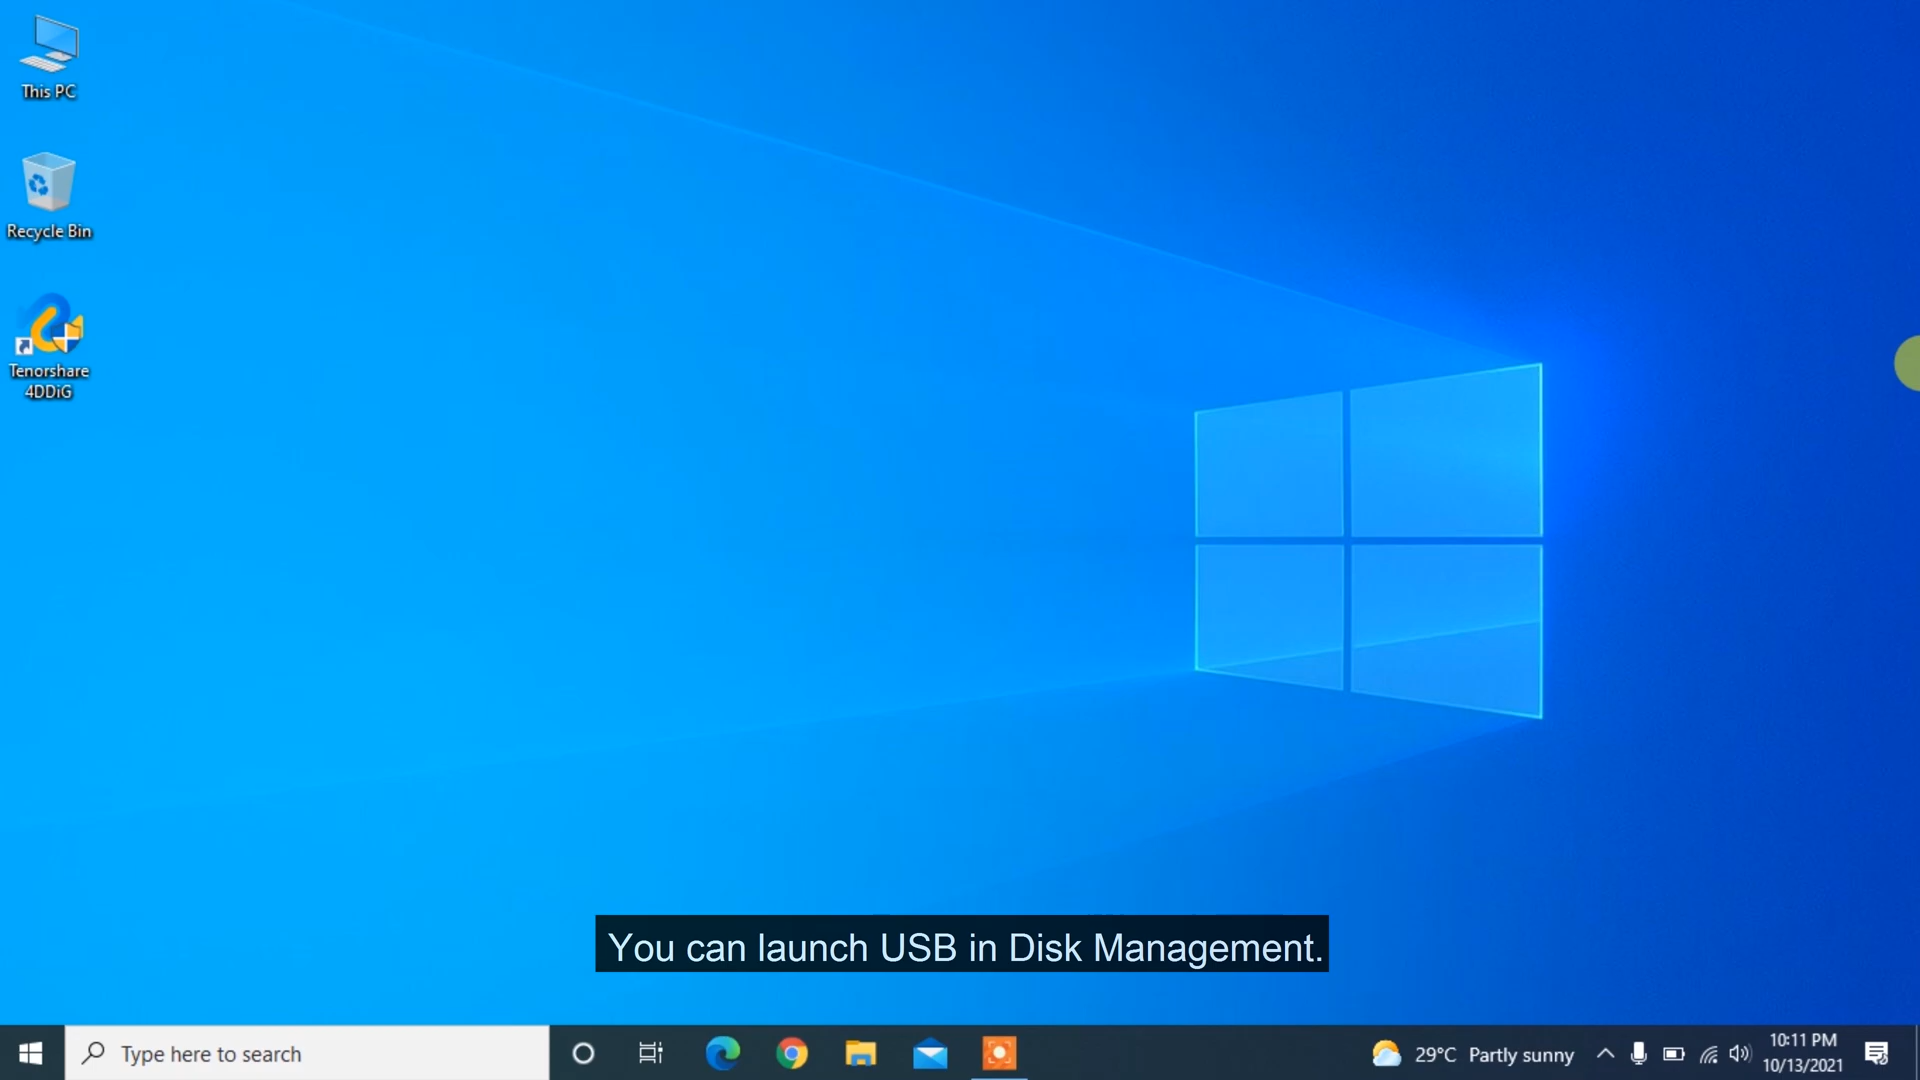 This PC
Recycle Bin
Tenorshare
4DDiG
You can launch USB in Disk Management.
Type here to search
29°C Partly sunny
10:11 PM
10/13/2021